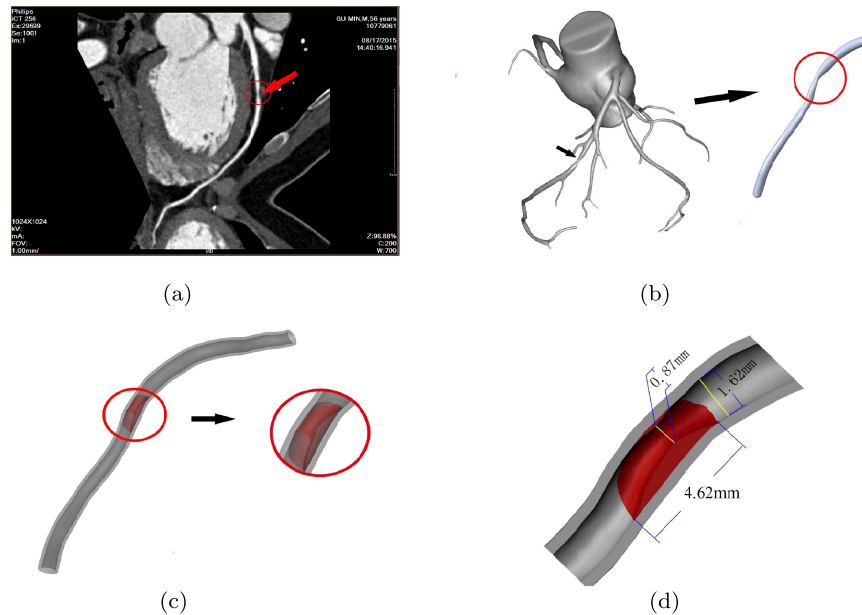 Philips
iCT 256
Ex:29699
Se:1001
Im:1
GU MIN,M,56 years
10779061
08/17/2015
14:40:16.941
1024X1024
kV:
mA:
FOV:
1.00mm/
Z:96.88%
C:200
W:700
(a)
(b)
0.87mm
1.62mm
4.62mm
(c)
(d)